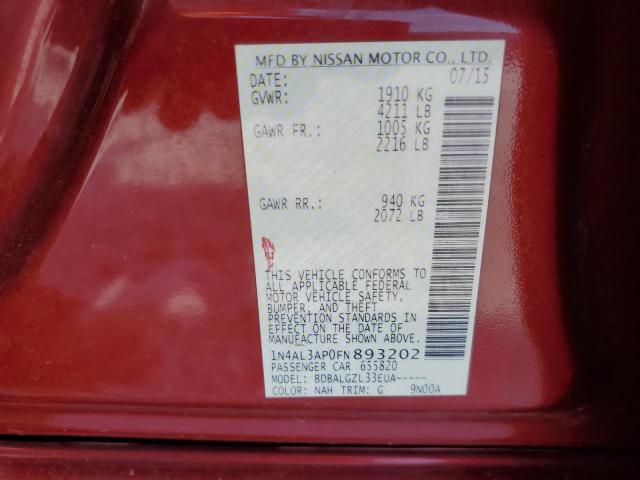 MFD BY NISSAN MOTOR CO., LTD.
DATE: 07/15
GVWR: 1910 KG
4211 LB
GAWR FR.: 1005 KG
2216 LB
GAWR RR.: 940 KG
2072 LB
THIS VEHICLE CONFORMS TO
ALL APPLICABLE FEDERAL
MOTOR VEHICLE SAFETY,
BUMPER, AND THEFT
PREVENTION STANDARDS IN
EFFECT ON THE DATE OF
MANUFACTURE SHOWN ABOVE.
1N4AL3AP0FN893202
PASSENGER CAR 655820
MODEL: BDBALGZL33EUA-----
COLOR: NAH TRIM: G 9N00A